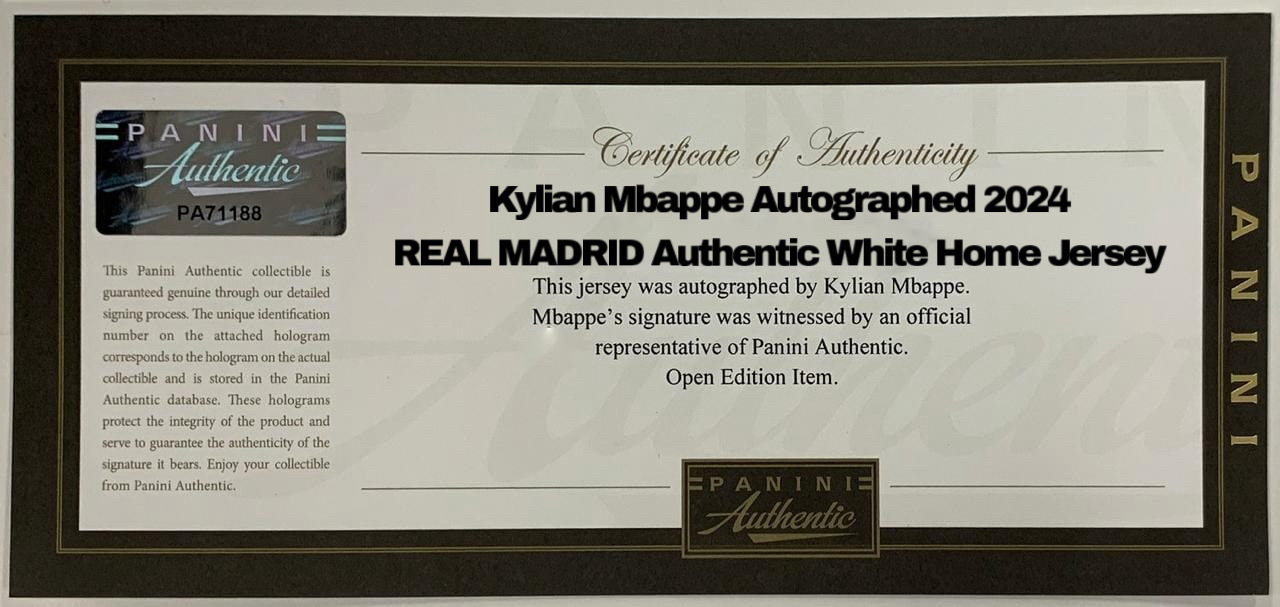 PANINI
Authentic
PA71188
This Panini Authentic collectible is
guaranteed genuine through our detailed
signing process. The unique identification
number on the attached hologram
corresponds to the hologram on the actual
collectible and is stored in the Panini
Authentic database. These holograms
protect the integrity of the product and
serve to guarantee the authenticity of the
signature it bears. Enjoy your collectible
from Panini Authentic.
Certificate of Authenticity
Kylian Mbappe Autographed 2024
REAL MADRID Authentic White Home Jersey
This jersey was autographed by Kylian Mbappe.
Mbappe’s signature was witnessed by an official
representative of Panini Authentic.
Open Edition Item.
PANINI
Authentic
PANINI